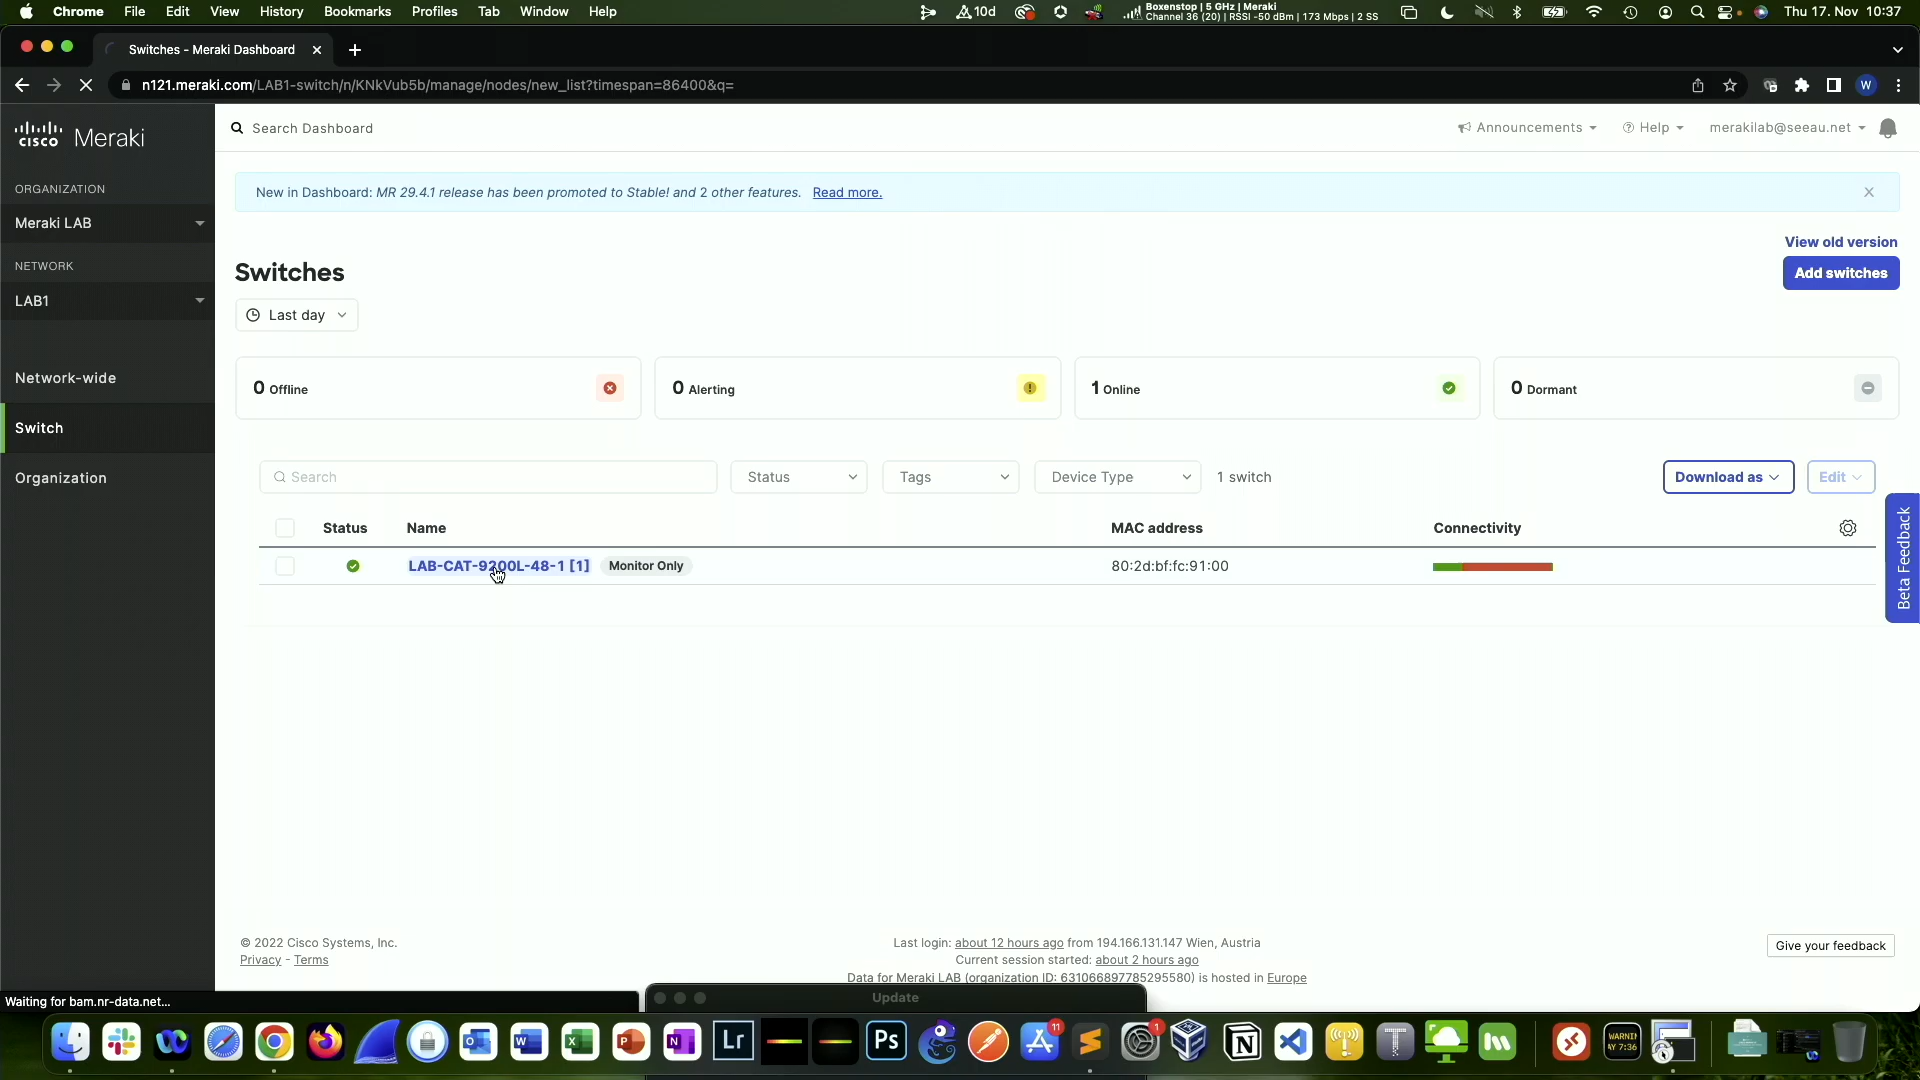 Chrome File Edit View History Bookmarks Profiles Tab Window Help
10d
Boxenstop | 5 GHz | Meraki
Channel 36 (20) | RSSI -50 dBm | 173 Mbps | 2 SS
Thu 17. Nov 10:37
Switches - Meraki Dashboard
n121.meraki.com/LAB1-switch/n/KNkVub5b/manage/nodes/new_list?timespan=86400&q=
W
cisco Meraki
Search Dashboard
Announcements
Help
merakilab@seeau.net
ORGANIZATION
Meraki LAB
NETWORK
LAB1
Network-wide
Switch
Organization
New in Dashboard: MR 29.4.1 release has been promoted to Stable! and 2 other features. Read more.
View old version
Switches
Add switches
Last day
0 Offline
0 Alerting
1 Online
0 Dormant
Search
Status
Tags
Device Type
1 switch
Download as
Edit
Status Name MAC address Connectivity
LAB-CAT-9200L-48-1 [1] Monitor Only 80:2d:bf:fc:91:00
Beta Feedback
© 2022 Cisco Systems, Inc.
Privacy - Terms
Last login: about 12 hours ago from 194.166.131.147 Wien, Austria
Current session started: about 2 hours ago
Data for Meraki LAB (organization ID: 631066897785295580) is hosted in Europe
Give your feedback
Waiting for bam.nr-data.net...
Update
Lr
Ps
11
1
T
WARNIN
AY 7:36